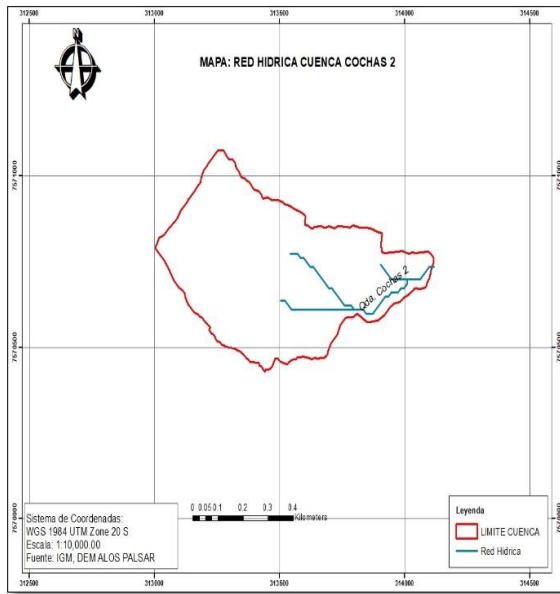 312500 313000 313500 314000 314500
MAPA: RED HIDRICA CUENCA COCHAS 2
7571000 7571000
Qda. Cochas 2
7570500 7570500
0 0.05 0.1 0.2 0.3 0.4
Kilometers
Sistema de Coordenadas:
WGS 1984 UTM Zone 20 S
Escala: 1:10,000.00
Fuente: IGM, DEM ALOS PALSAR
Leyenda
LIMITE CUENCA
Red Hidrica
7570000 7570000
312500 313000 313500 314000 314500